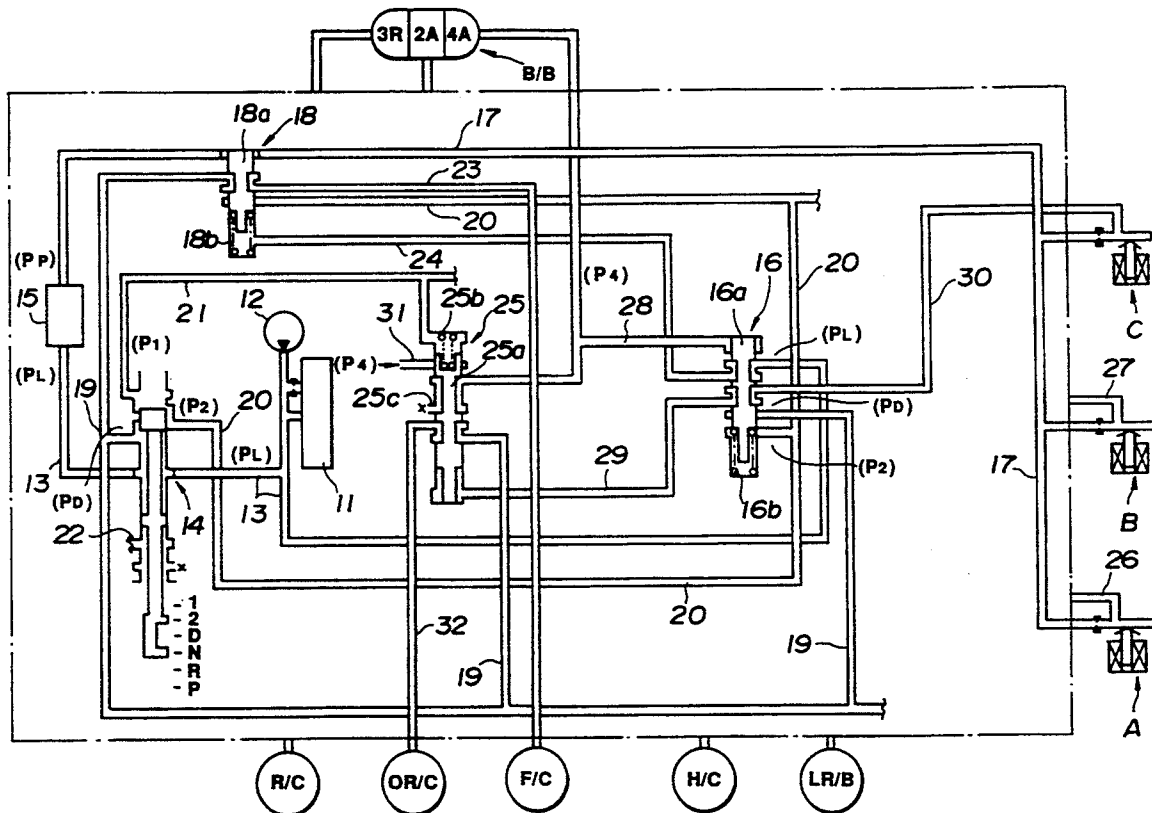 3R 2A 4A
B/B
18a 18 17
23
20
18b
24
(PP)
15
21
12
25b 25
31
(P4)
25a
25c
x
(P4)
28
16a 16
(PL)
20
30
C
(P1)
(PL)
19
(P2)
20
(PL)
(PD)
27
13
(PD)
14
13
11
29
(P2)
16b
17
B
22
x
1
2
D
N
R
P
20
32
19
19
26
A
R/C
OR/C
F/C
H/C
LR/B